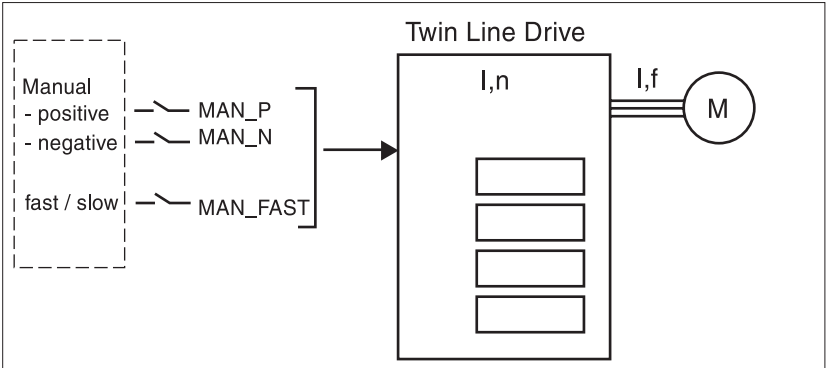 Twin Line Drive
Manual
- positive
- negative
fast / slow
MAN_P
MAN_N
MAN_FAST
I,n
I,f
M